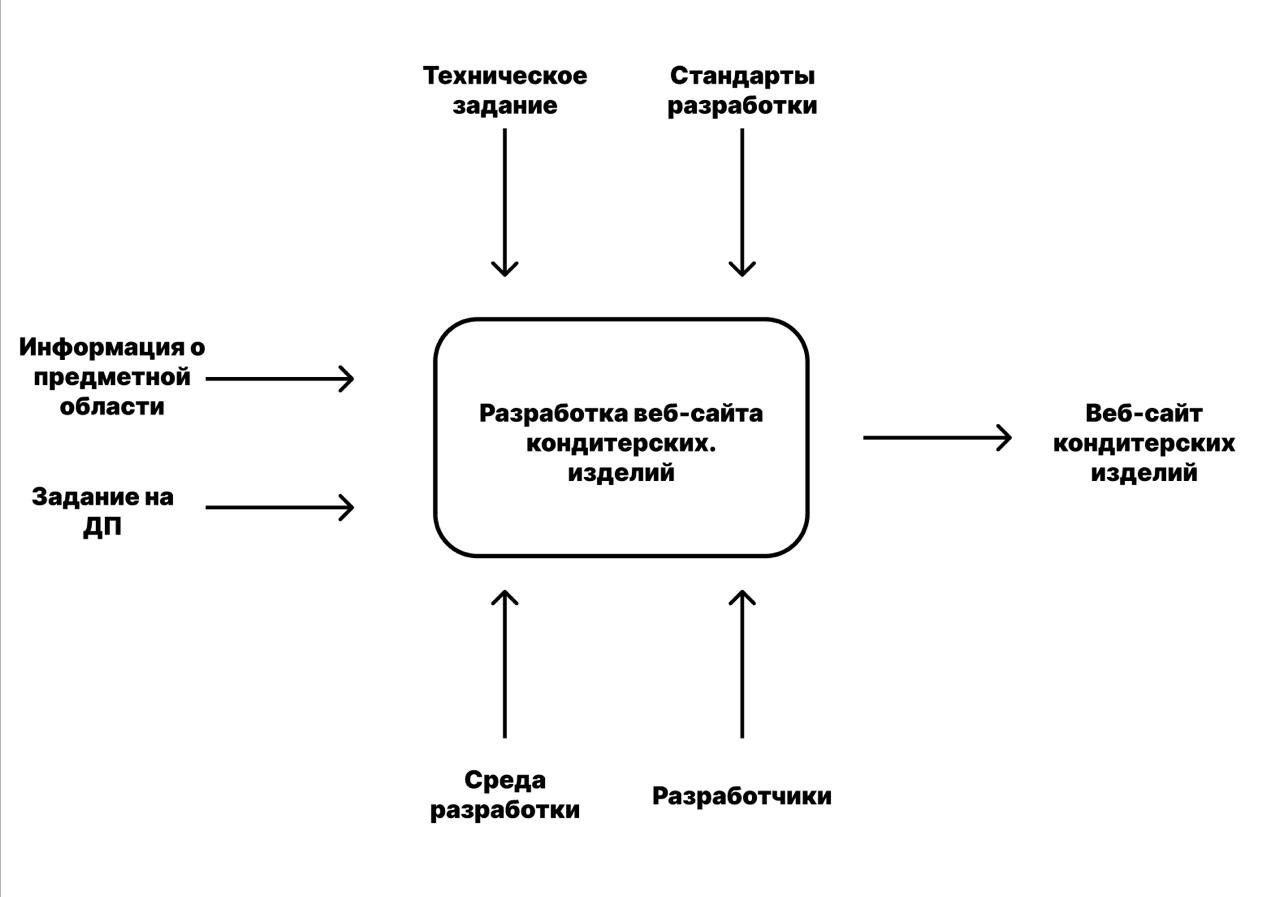 Техническое
задание
Стандарты
разработки
Информация о
предметной
области
Задание на
ДП
Разработка веб-сайта
кондитерских.
изделий
Веб-сайт
кондитерских
изделий
Среда
разработки
Разработчики